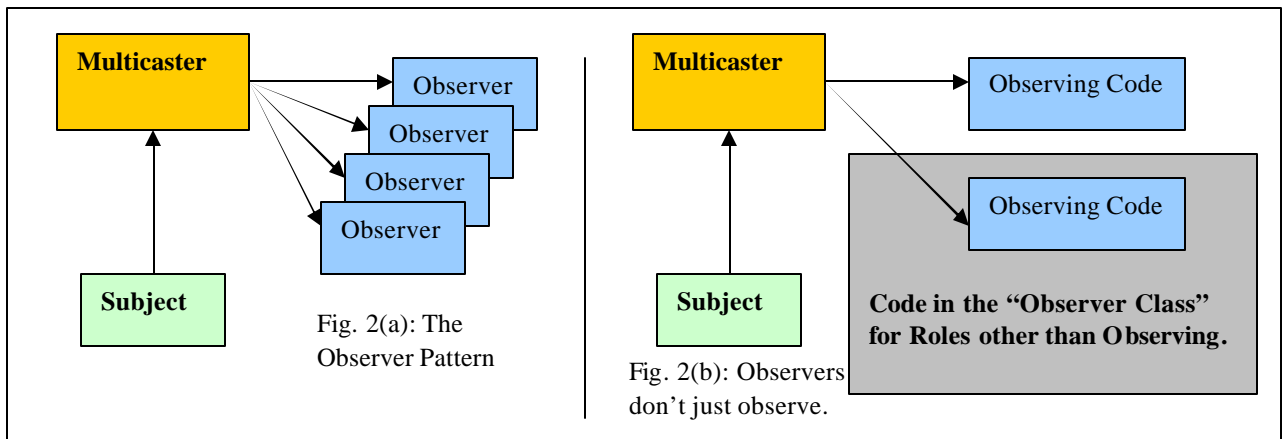 Multicaster
Observer
Observer
Observer
Observer
Subject
Fig. 2(a): The
Observer Pattern
Multicaster
Observing Code
Observing Code
Subject
Code in the “Observer Class”
for Roles other than Observing.
Fig. 2(b): Observers
don’t just observe.